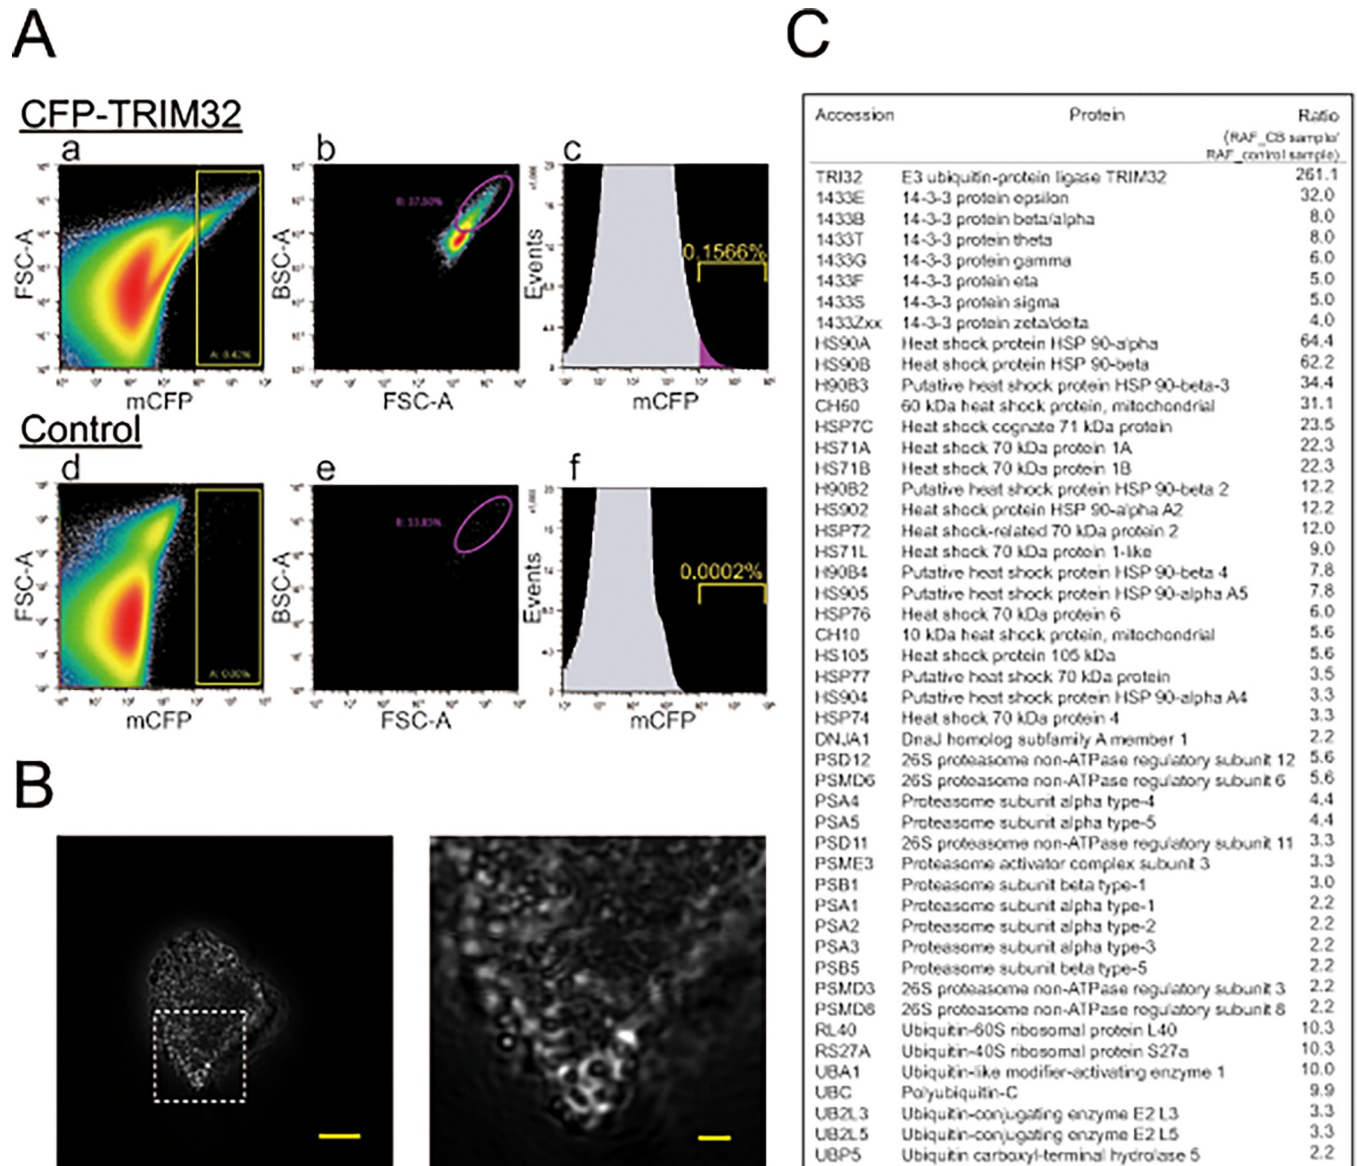 A
CFP-TRIM32
a
b
c
FSC-A
mCFP
A: 0.42%
BSC-A
FSC-A
B: 37.50%
Events
mCFP
0.1566%
Control
d
e
f
FSC-A
mCFP
A: 0.00%
BSC-A
FSC-A
B: 53.85%
Events
mCFP
0.0002%
B
C
Accession Protein Ratio
(RAF_CB sample/
RAF_control sample)
TRI32 E3 ubiquitin-protein ligase TRIM32 261.1
1433E 14-3-3 protein epsilon 32.0
1433B 14-3-3 protein beta/alpha 8.0
1433T 14-3-3 protein theta 8.0
1433G 14-3-3 protein gamma 6.0
1433F 14-3-3 protein eta 5.0
1433S 14-3-3 protein sigma 5.0
1433Zxx 14-3-3 protein zeta/delta 4.0
HS90A Heat shock protein HSP 90-alpha 64.4
HS90B Heat shock protein HSP 90-beta 62.2
H90B3 Putative heat shock protein HSP 90-beta-3 34.4
CH60 60 kDa heat shock protein, mitochondrial 31.1
HSP7C Heat shock cognate 71 kDa protein 23.5
HS71A Heat shock 70 kDa protein 1A 22.3
HS71B Heat shock 70 kDa protein 1B 22.3
H90B2 Putative heat shock protein HSP 90-beta 2 12.2
HS902 Heat shock protein HSP 90-alpha A2 12.2
HSP72 Heat shock-related 70 kDa protein 2 12.0
HS71L Heat shock 70 kDa protein 1-like 9.0
H90B4 Putative heat shock protein HSP 90-beta 4 7.8
HS905 Putative heat shock protein HSP 90-alpha A5 7.8
HSP76 Heat shock 70 kDa protein 6 6.0
CH10 10 kDa heat shock protein, mitochondrial 5.6
HS105 Heat shock protein 105 kDa 5.6
HSP77 Putative heat shock 70 kDa protein 3.5
HS904 Putative heat shock protein HSP 90-alpha A4 3.3
HSP74 Heat shock 70 kDa protein 4 3.3
DNJA1 DnaJ homolog subfamily A member 1 2.2
PSD12 26S proteasome non-ATPase regulatory subunit 12 5.6
PSMD6 26S proteasome non-ATPase regulatory subunit 6 5.6
PSA4 Proteasome subunit alpha type-4 4.4
PSA5 Proteasome subunit alpha type-5 4.4
PSD11 26S proteasome non-ATPase regulatory subunit 11 3.3
PSME3 Proteasome activator complex subunit 3 3.3
PSB1 Proteasome subunit beta type-1 3.0
PSA1 Proteasome subunit alpha type-1 2.2
PSA2 Proteasome subunit alpha type-2 2.2
PSA3 Proteasome subunit alpha type-3 2.2
PSB5 Proteasome subunit beta type-5 2.2
PSMD3 26S proteasome non-ATPase regulatory subunit 3 2.2
PSMD8 26S proteasome non-ATPase regulatory subunit 8 2.2
RL40 Ubiquitin-60S ribosomal protein L40 10.3
RS27A Ubiquitin-40S ribosomal protein S27a 10.3
UBA1 Ubiquitin-like modifier-activating enzyme 1 10.0
UBC Polyubiquitin-C 9.9
UB2L3 Ubiquitin-conjugating enzyme E2 L3 3.3
UB2L5 Ubiquitin-conjugating enzyme E2 L5 3.3
UBP5 Ubiquitin carboxyl-terminal hydrolase 5 2.2